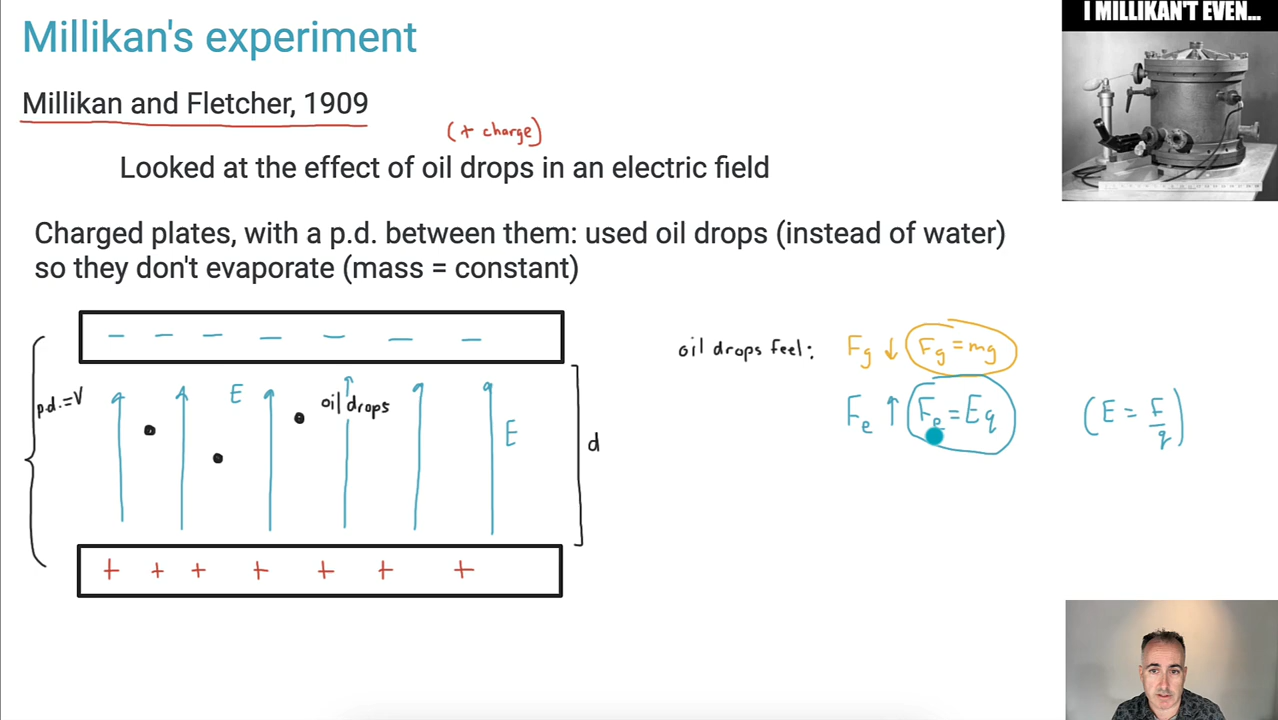 I MILLIKAN'T EVEN...
Millikan's experiment
Millikan and Fletcher, 1909
(+ charge)
Looked at the effect of oil drops in an electric field
Charged plates, with a p.d. between them: used oil drops (instead of water)
so they don't evaporate (mass = constant)
− − − − − − −
p.d.=V
E
oil drops
E
d
+ + + + + + +
oil drops feel: Fg ↓ Fg = mg
Fe ↑ Fe = Eq (E = F/q)